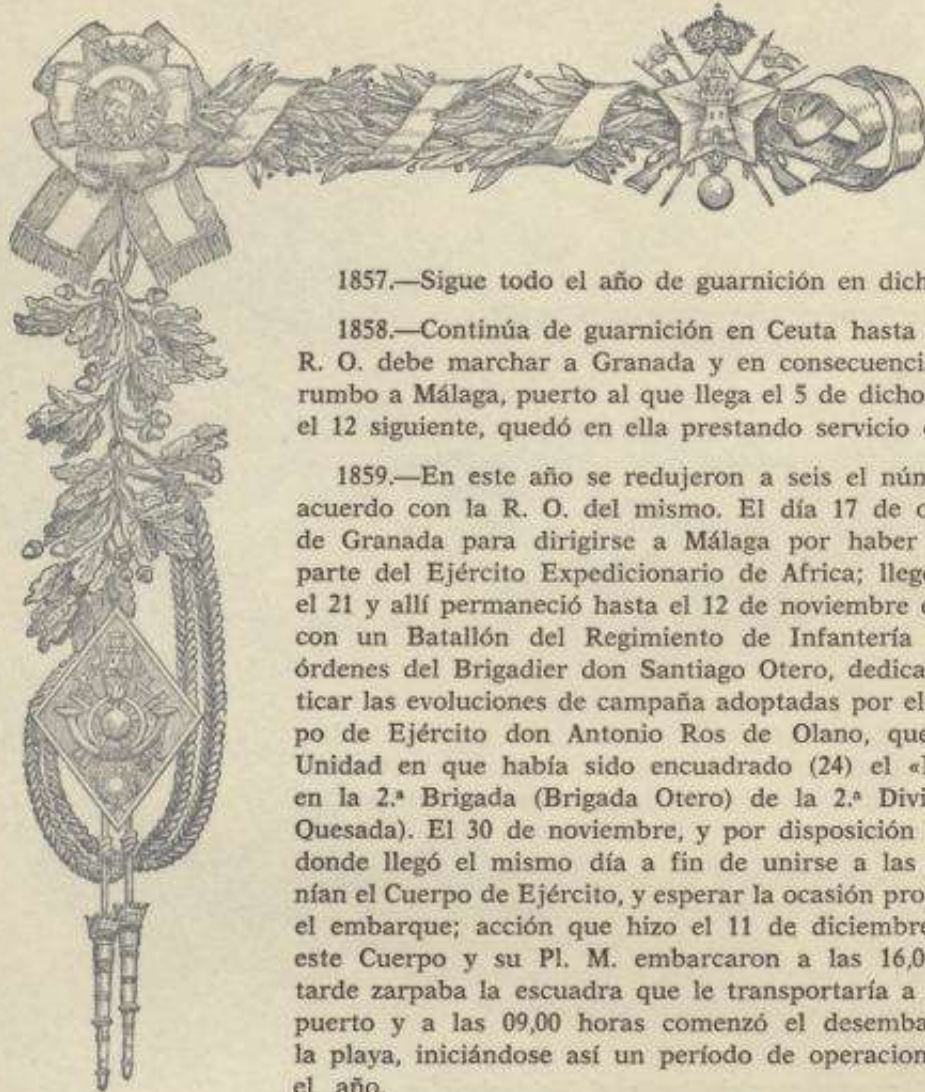 1857.—Sigue todo el año de guarnición en dich
1858.—Continúa de guarnición en Ceuta hasta
R. O. debe marchar a Granada y en consecuenci
rumbo a Málaga, puerto al que llega el 5 de dicho
el 12 siguiente, quedó en ella prestando servicio
1859.—En este año se redujeron a seis el núm
acuerdo con la R. O. del mismo. El día 17 de o
de Granada para dirigirse a Málaga por haber
parte del Ejército Expedicionario de Africa; lleg
el 21 y allí permaneció hasta el 12 de noviembre
con un Batallón del Regimiento de Infantería
órdenes del Brigadier don Santiago Otero, dedica
ticar las evoluciones de campaña adoptadas por el
po de Ejército don Antonio Ros de Olano, que
Unidad en que había sido encuadrado (24) el
en la 2.ª Brigada (Brigada Otero) de la 2.ª Divi
Quesada). El 30 de noviembre, y por disposición
donde llegó el mismo día a fin de unirse a las
nían el Cuerpo de Ejército, y esperar la ocasión pro
el embarque; acción que hizo el 11 de diciembre
este Cuerpo y su Pl. M. embarcaron a las 16,0
tarde zarpaba la escuadra que le transportaría a
puerto y a las 09,00 horas comenzó el desemba
la playa, iniciándose así un período de operacion
el año.